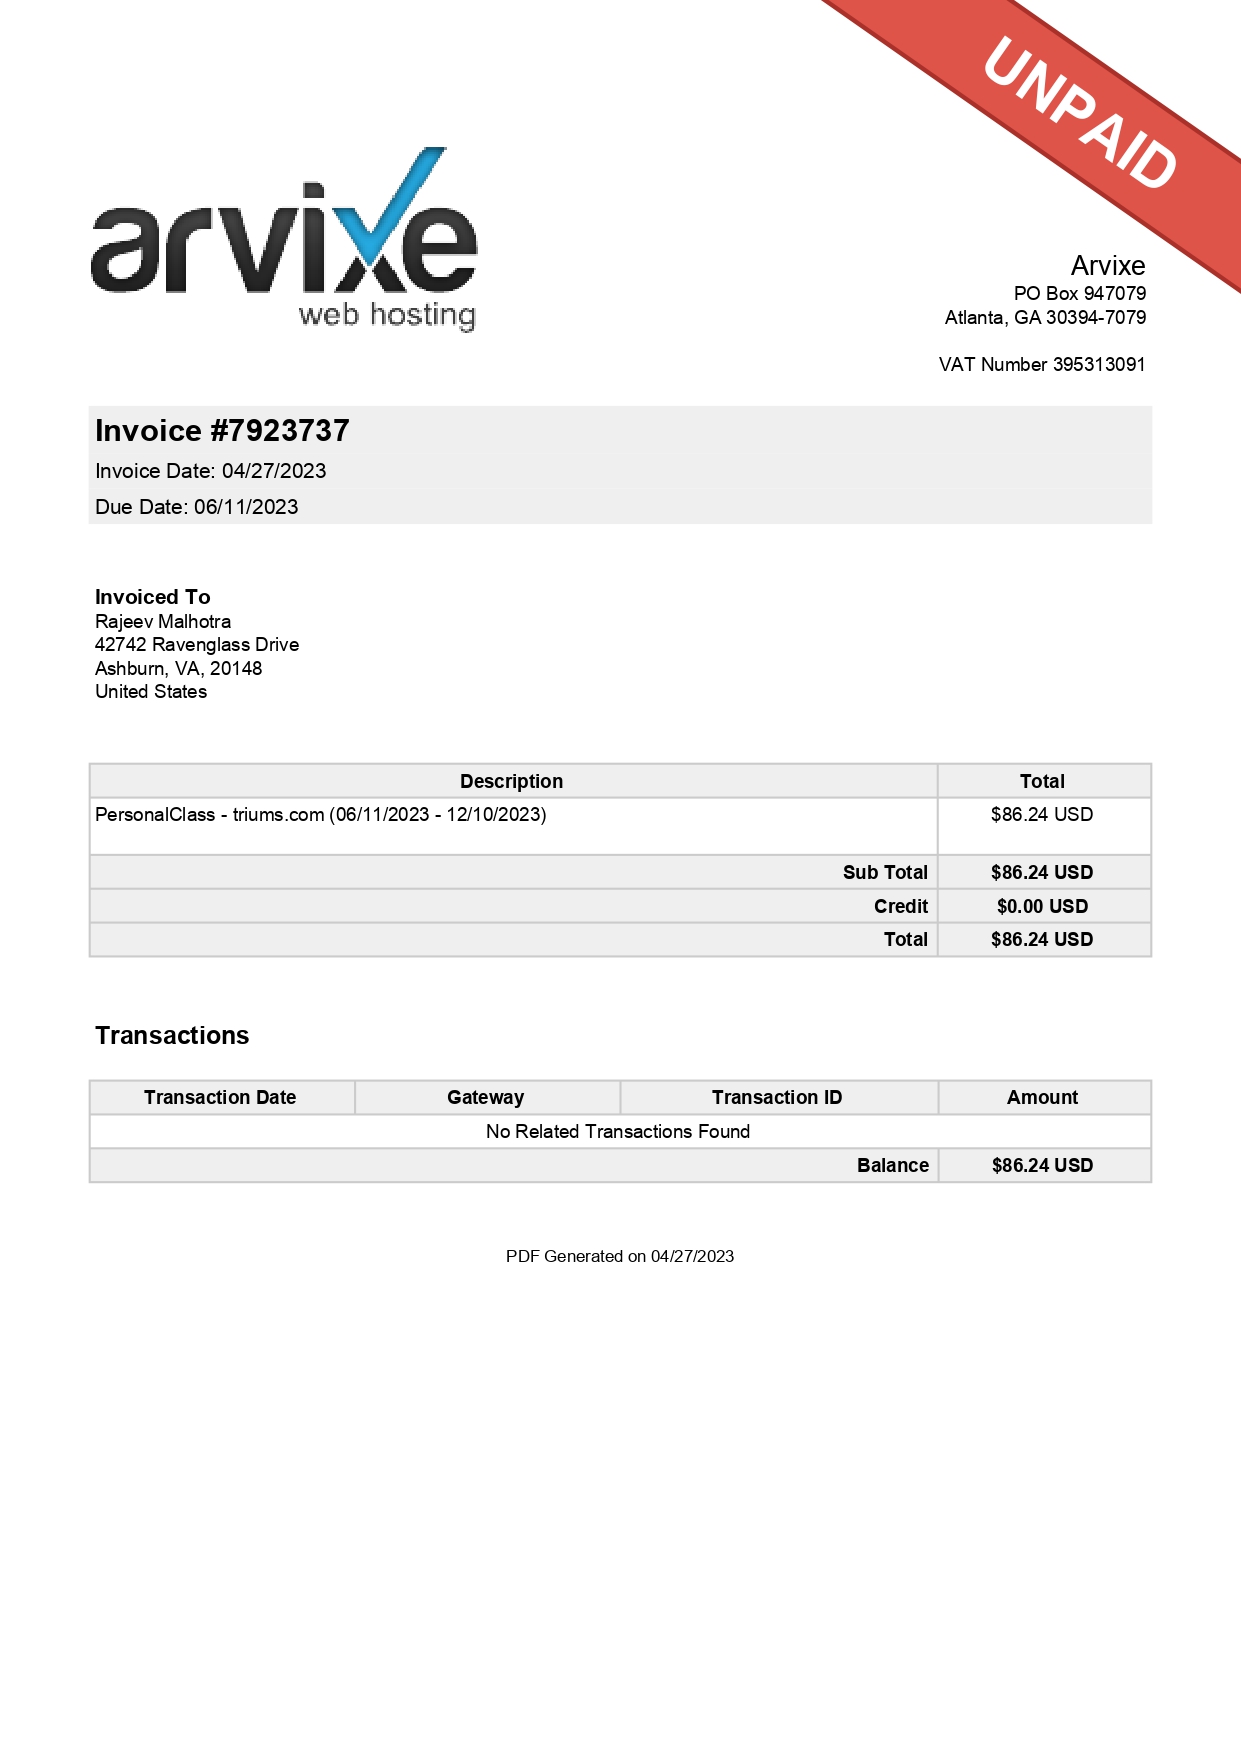 UNPAID
arvixe
web hosting
Arvixe
PO Box 947079
Atlanta, GA 30394-7079
VAT Number 395313091
Invoice #7923737
Invoice Date: 04/27/2023
Due Date: 06/11/2023
Invoiced To
Rajeev Malhotra
42742 Ravenglass Drive
Ashburn, VA, 20148
United States
Description Total
PersonalClass - triums.com (06/11/2023 - 12/10/2023) $86.24 USD
Sub Total $86.24 USD
Credit $0.00 USD
Total $86.24 USD
Transactions
Transaction Date Gateway Transaction ID Amount
No Related Transactions Found
Balance $86.24 USD
PDF Generated on 04/27/2023